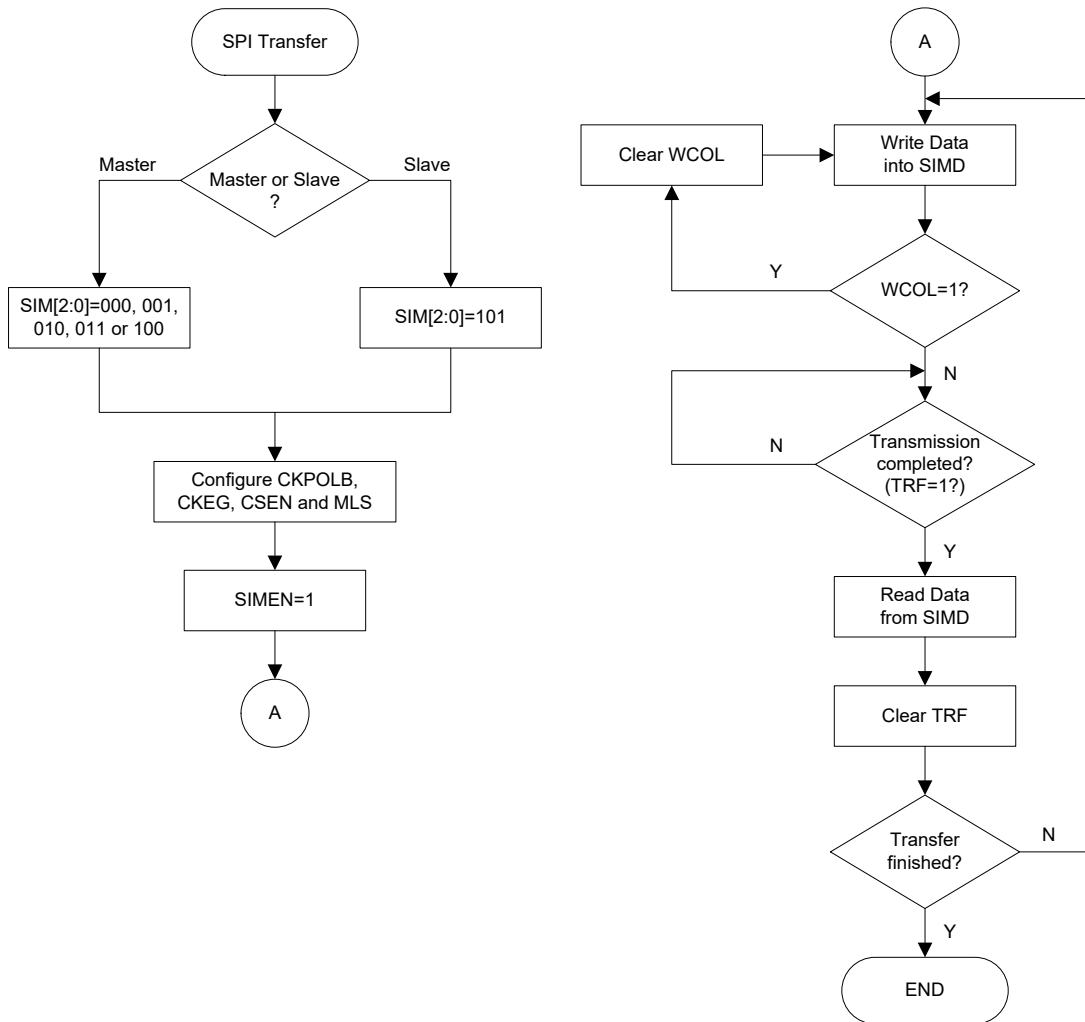 SPI Transfer
Master or Slave
?
Master
Slave
SIM[2:0]=000, 001,
010, 011 or 100
SIM[2:0]=101
Configure CKPOLB,
CKEG, CSEN and MLS
SIMEN=1
A
A
Write Data
into SIMD
Clear WCOL
WCOL=1?
Y
N
Transmission
completed?
(TRF=1?)
N
Y
Read Data
from SIMD
Clear TRF
Transfer
finished?
N
Y
END